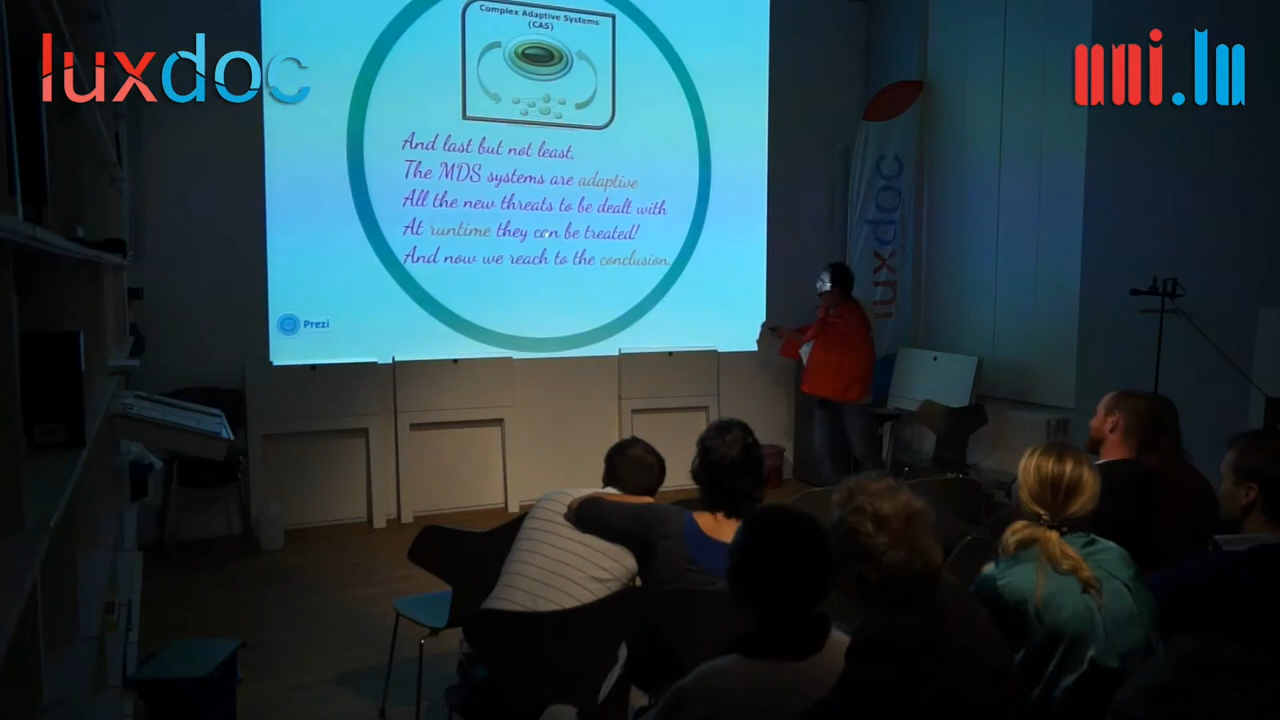 luxdoc
uni.lu
Complex Adaptive Systems
(CAS)
And last but not least,
The MDS systems are adaptive
All the new threats to be dealt with
At runtime they can be treated!
And now we reach to the conclusion.
Prezi
luxdoc